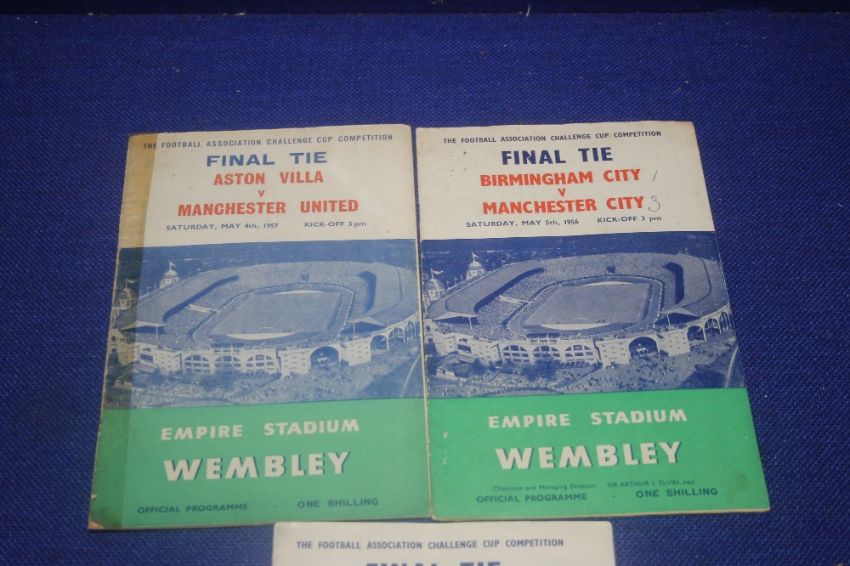 THE FOOTBALL ASSOCIATION CHALLENGE CUP COMPETITION
FINAL TIE
ASTON VILLA
V
MANCHESTER UNITED
SATURDAY, MAY 4th, 1957 KICK-OFF 3 pm
EMPIRE STADIUM
WEMBLEY
OFFICIAL PROGRAMME ONE SHILLING
THE FOOTBALL ASSOCIATION CHALLENGE CUP COMPETITION
FINAL TIE
BIRMINGHAM CITY 1
V
MANCHESTER CITY 3
SATURDAY, MAY 5th, 1956 KICK-OFF 3 pm
EMPIRE STADIUM
WEMBLEY
Chairman and Managing Director SIR ARTHUR J. ELVIN, MBE
OFFICIAL PROGRAMME ONE SHILLING
THE FOOTBALL ASSOCIATION CHALLENGE CUP COMPETITION
FINAL TIE